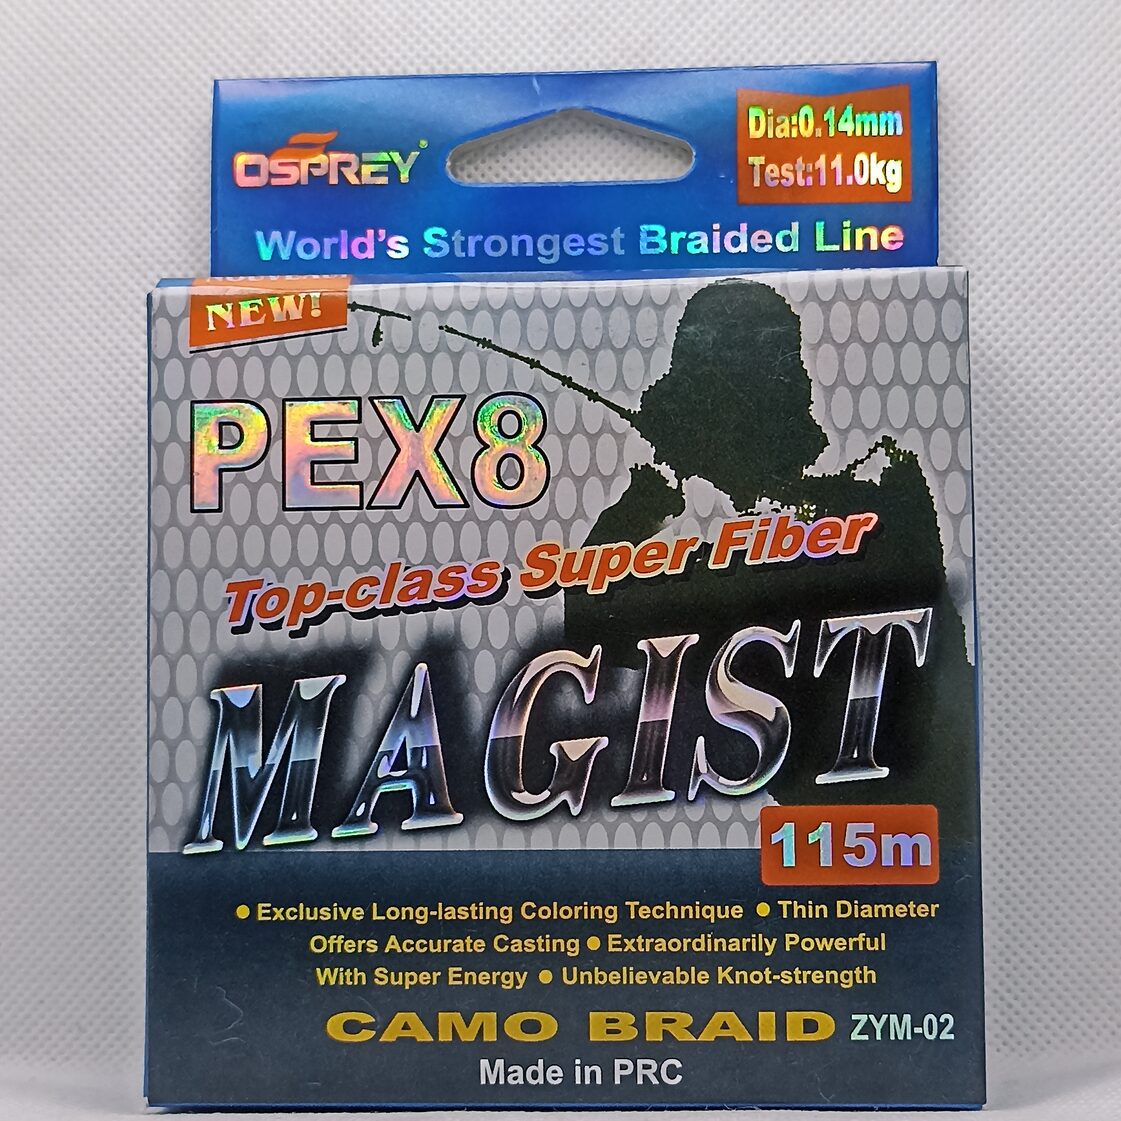 OSPREY®
Dia:0.14mm
Test:11.0kg
World's Strongest Braided Line
NEW!
PEX8
Top-class Super Fiber
MAGIST
115m
• Exclusive Long-lasting Coloring Technique • Thin Diameter
Offers Accurate Casting • Extraordinarily Powerful
With Super Energy • Unbelievable Knot-strength
CAMO BRAID ZYM-02
Made in PRC